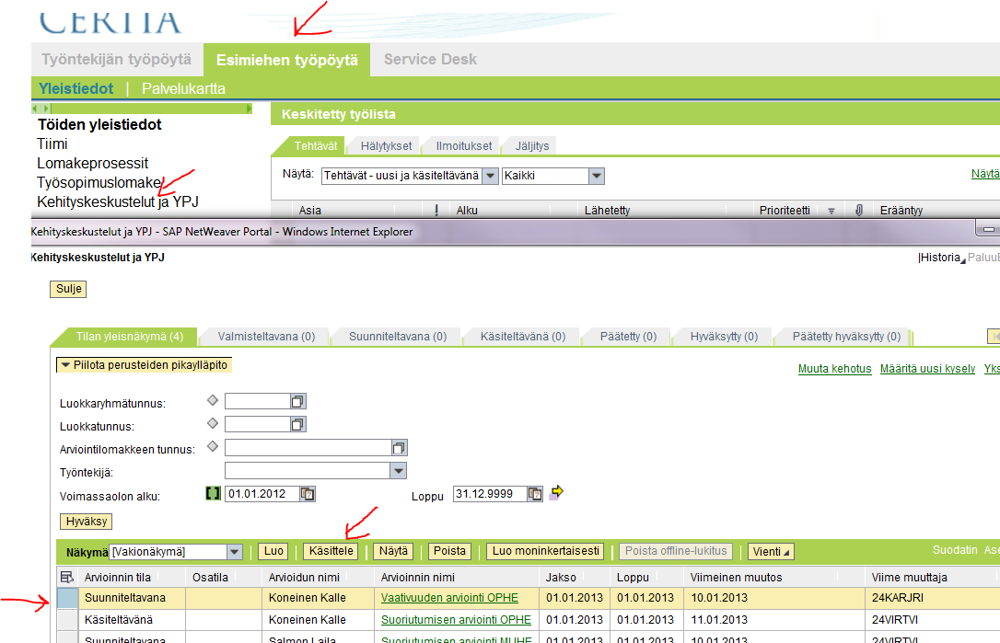 CERTIA
Työntekijän työpöytä Esimiehen työpöytä Service Desk
Yleistiedot | Palvelukartta
Töiden yleistiedot
Tiimi
Lomakeprosessit
Työsopimuslomake
Kehityskeskustelut ja YPJ
Keskitetty työlista
Tehtävät Hälytykset Ilmoitukset Jäljitys
Näytä: Tehtävät - uusi ja käsiteltävänä Kaikki Näytä
Asia ! Alku Lähetetty Prioriteetti Erääntyy
Kehityskeskustelut ja YPJ - SAP NetWeaver Portal - Windows Internet Explorer
Kehityskeskustelut ja YPJ |Historia Paluu
Sulje
Tilan yleisnäkymä (4) Valmisteltavana (0) Suunniteltavana (0) Käsiteltävänä (0) Päätetty (0) Hyväksytty (0) Päätetty hyväksytty (0)
Piilota perusteiden pikaylläpito
Muuta kehotus Määritä uusi kysely Yks
Luokkaryhmätunnus:
Luokkatunnus:
Arviointilomakkeen tunnus:
Työntekijä:
Voimassaolon alku: 01.01.2012 Loppu 31.12.9999
Hyväksy
Näkymä [Vakionäkymä] Luo Käsittele Näytä Poista Luo moninkertaisesti Poista offline-lukitus Vienti Suodatin Ase
Arvioinnin tila Osatila Arvioidun nimi Arvioinnin nimi Jakso Loppu Viimeinen muutos Viime muuttaja
Suunniteltavana Koneinen Kalle Vaativuuden arviointi OPHE 01.01.2013 01.01.2013 10.01.2013 24KARJRI
Käsiteltävänä Koneinen Kalle Suoriutumisen arviointi OPHE 01.01.2013 01.01.2013 11.01.2013 24VIRTVI
Suunniteltavana Salmon Laila Suoriutumisen arviointi MUHE 01.01.2013 01.01.2013 10.01.2013 24VIRTVI